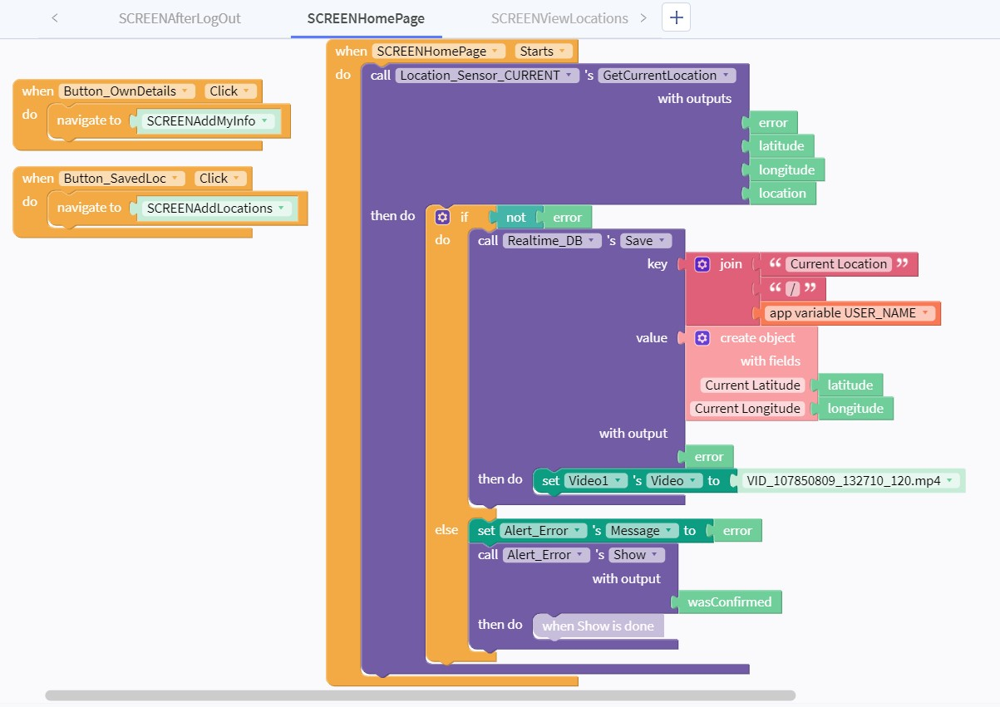 SCREENAfterLogOut SCREENHomePage SCREENViewLocations
when Button_OwnDetails Click
do navigate to SCREENAddMyInfo
when Button_SavedLoc Click
do navigate to SCREENAddLocations
when SCREENHomePage Starts
do call Location_Sensor_CURRENT 's GetCurrentLocation
with outputs
error
latitude
longitude
location
then do if not error
do call Realtime_DB 's Save
key join “ Current Location ”
“ / ”
app variable USER_NAME
value create object
with fields
Current Latitude latitude
Current Longitude longitude
with output
error
then do set Video1 's Video to VID_107850809_132710_120.mp4
else set Alert_Error 's Message to error
call Alert_Error 's Show
with output
wasConfirmed
then do when Show is done